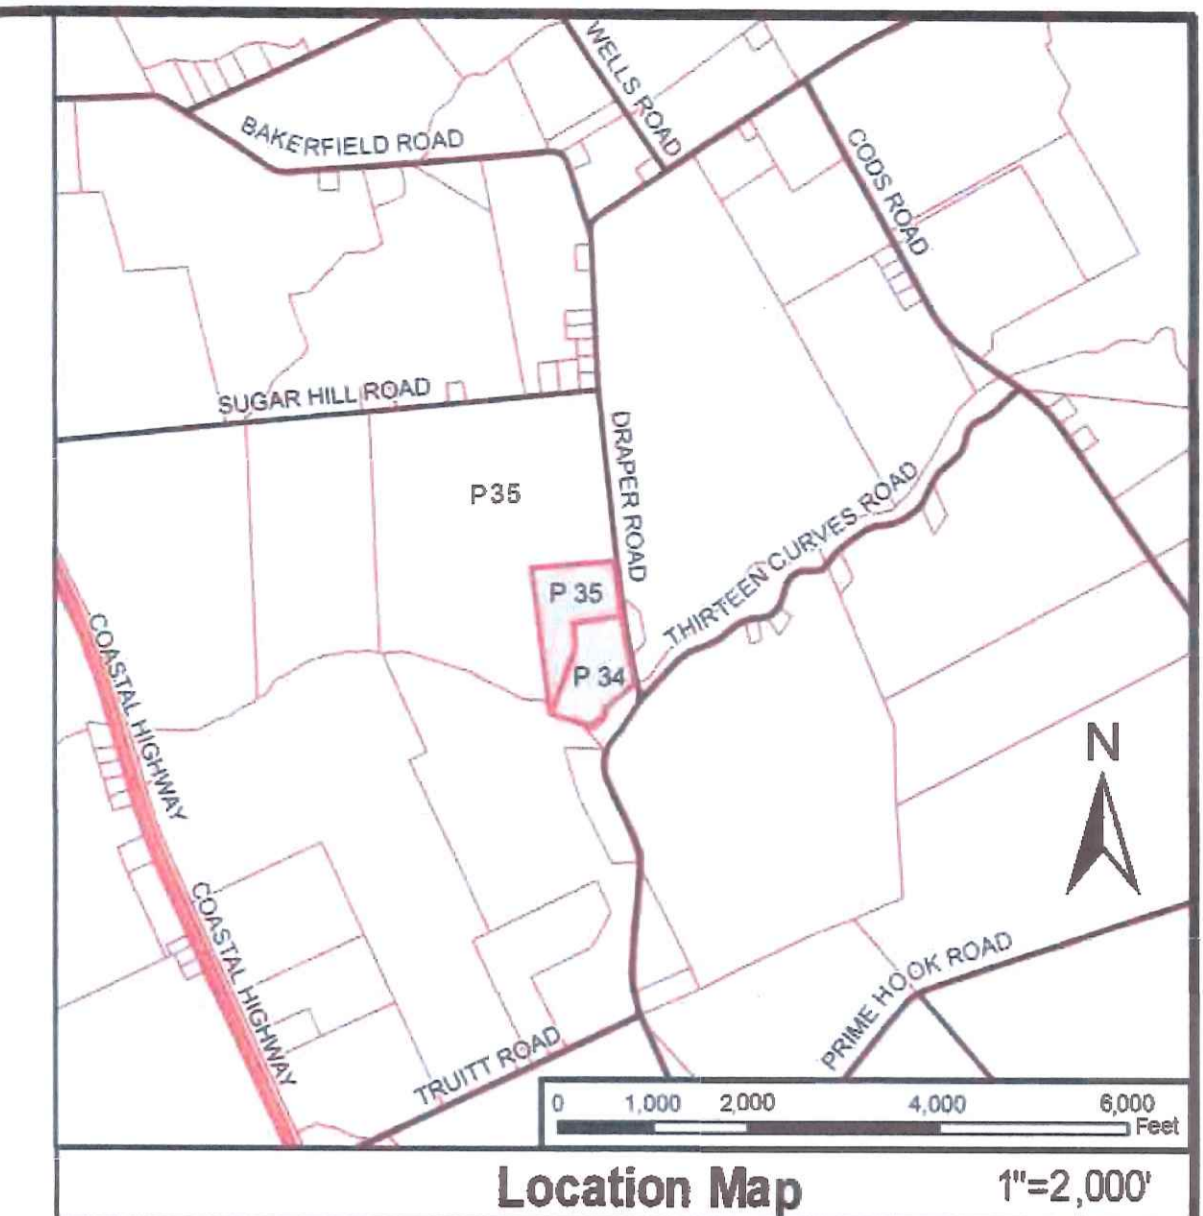 WELLS ROAD
BAKERFIELD ROAD
CODS ROAD
SUGAR HILL ROAD
DRAPER ROAD
P35
THIRTEEN CURVES ROAD
P 35
P 34
COASTAL HIGHWAY
N
COASTAL HIGHWAY
PRIME HOOK ROAD
TRUITT ROAD
0 1,000 2,000 4,000 6,000
Feet
Location Map 1"=2,000'